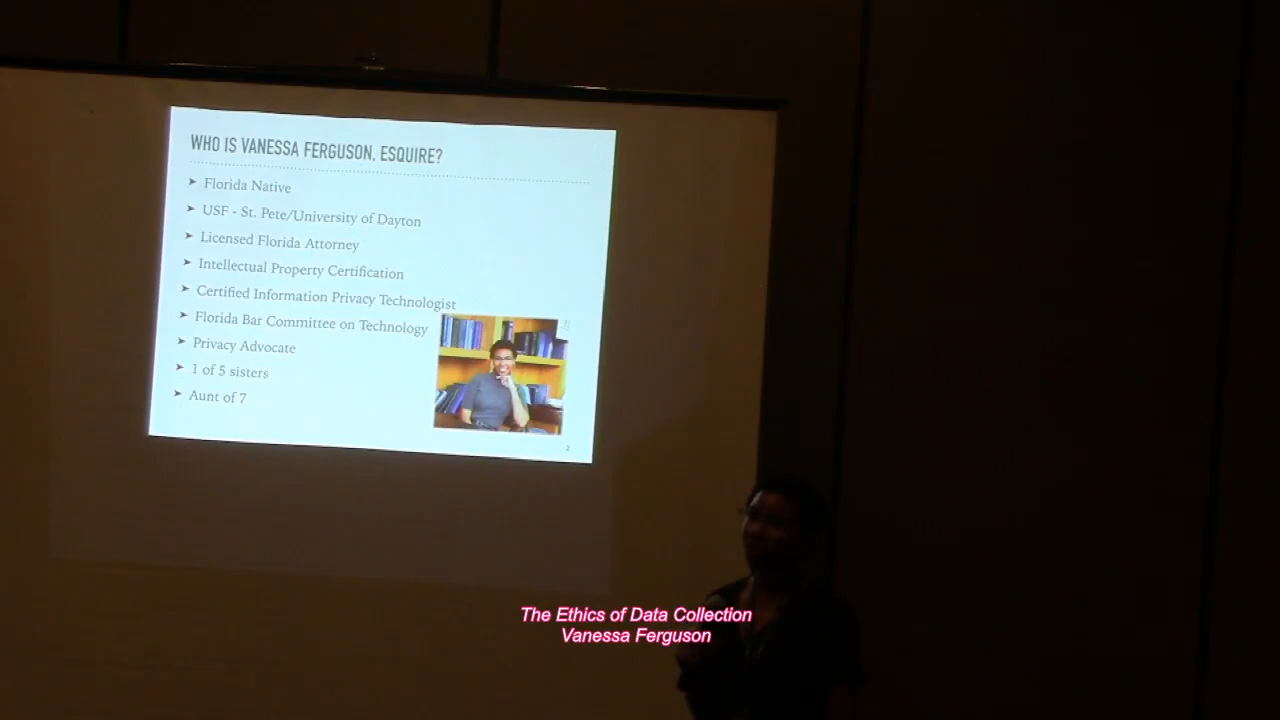 WHO IS VANESSA FERGUSON, ESQUIRE?
➤ Florida Native
➤ USF - St. Pete/University of Dayton
➤ Licensed Florida Attorney
➤ Intellectual Property Certification
➤ Certified Information Privacy Technologist
➤ Florida Bar Committee on Technology
➤ Privacy Advocate
➤ 1 of 5 sisters
➤ Aunt of 7
2
The Ethics of Data Collection
Vanessa Ferguson